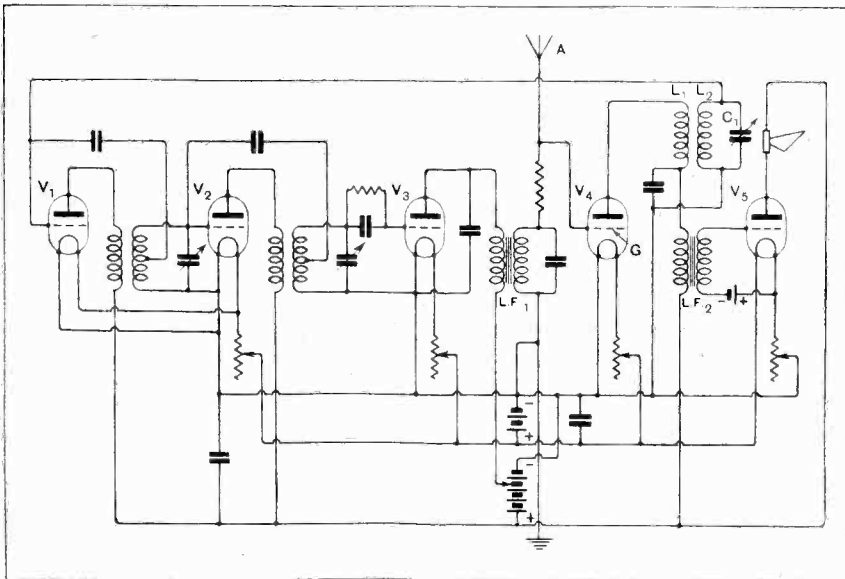 A
L1 L2
C1
V1
V2
V3
V4
V5
G
L.F.1
L.F.2
- +
-
+
-
+